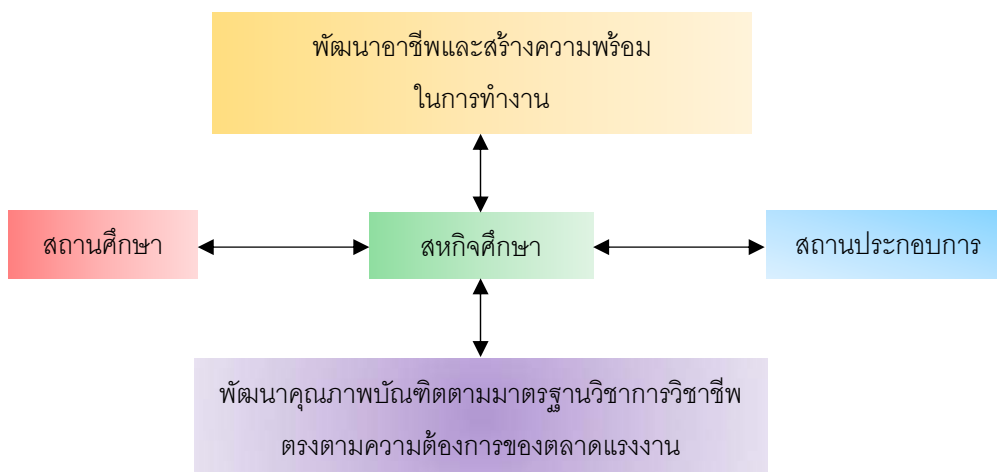 พัฒนาอาชีพและสร้างความพร้อม
ในการทำงาน
สถานศึกษา
สหกิจศึกษา
สถานประกอบการ
พัฒนาคุณภาพบัณฑิตตามมาตรฐานวิชาการวิชาชีพ
ตรงตามความต้องการของตลาดแรงงาน